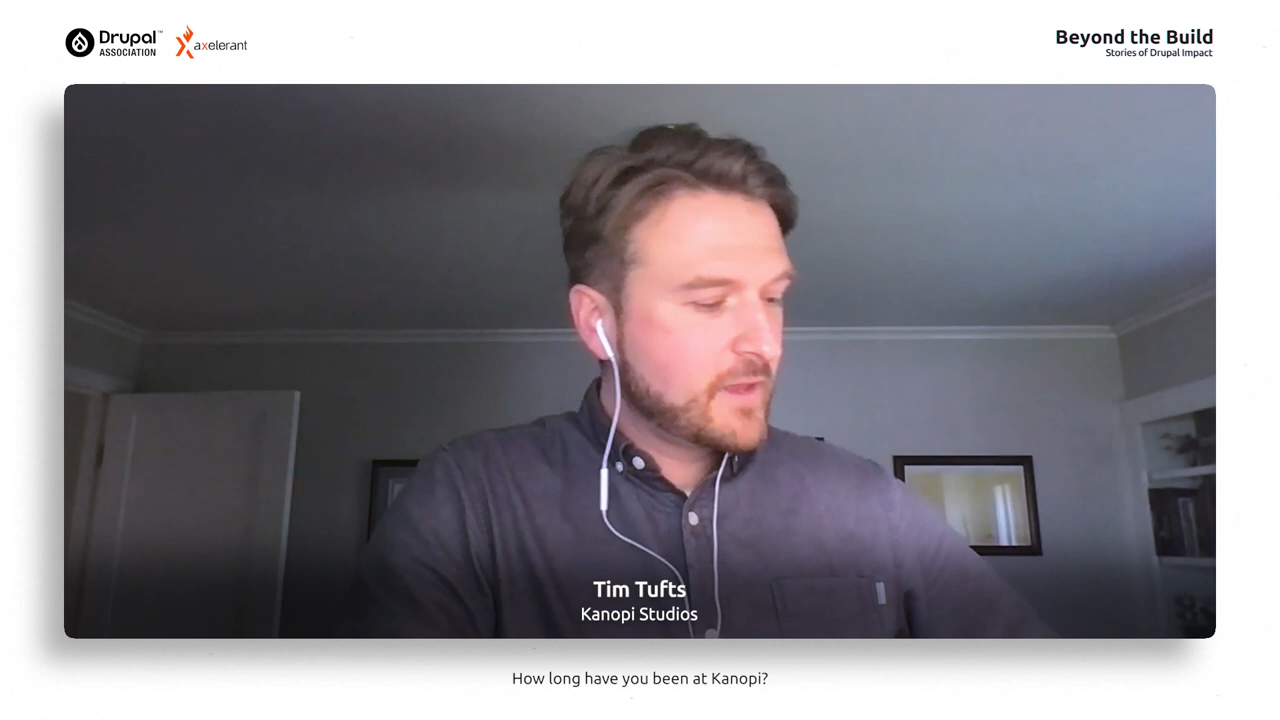 Drupal™
ASSOCIATION
axelerant
Beyond the Build
Stories of Drupal Impact
Tim Tufts
Kanopi Studios
How long have you been at Kanopi?